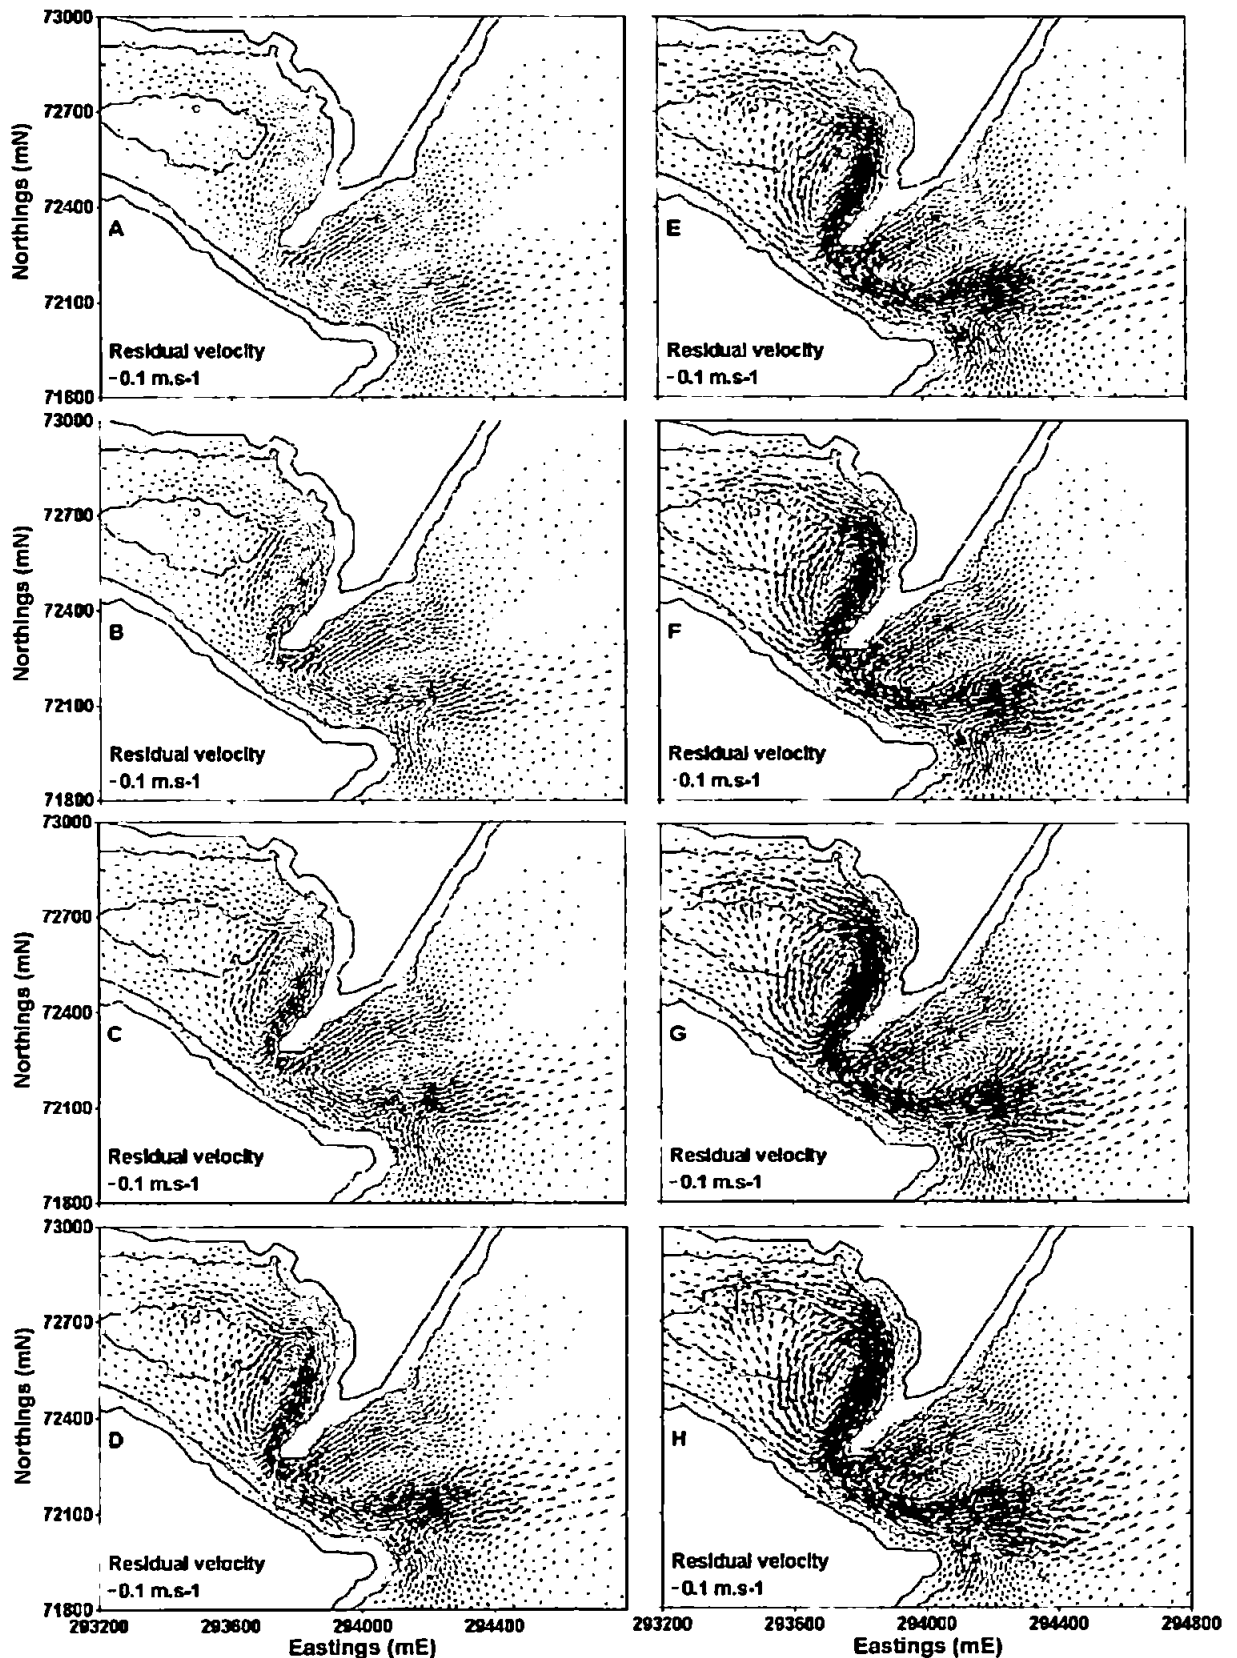 73000
72700
72400
72100
71800
Northings (mN)
A
Residual velocity
-0.1 m.s-1
E
Residual velocity
-0.1 m.s-1
73000
72700
72400
72100
71800
Northings (mN)
B
Residual velocity
-0.1 m.s-1
F
Residual velocity
-0.1 m.s-1
73000
72700
72400
72100
71800
Northings (mN)
C
Residual velocity
-0.1 m.s-1
G
Residual velocity
-0.1 m.s-1
73000
72700
72400
72100
71800
Northings (mN)
D
Residual velocity
-0.1 m.s-1
H
Residual velocity
-0.1 m.s-1
293200 293600 294000 294400
Eastings (mE)
293200 293600 294000 294400 294800
Eastings (mE)